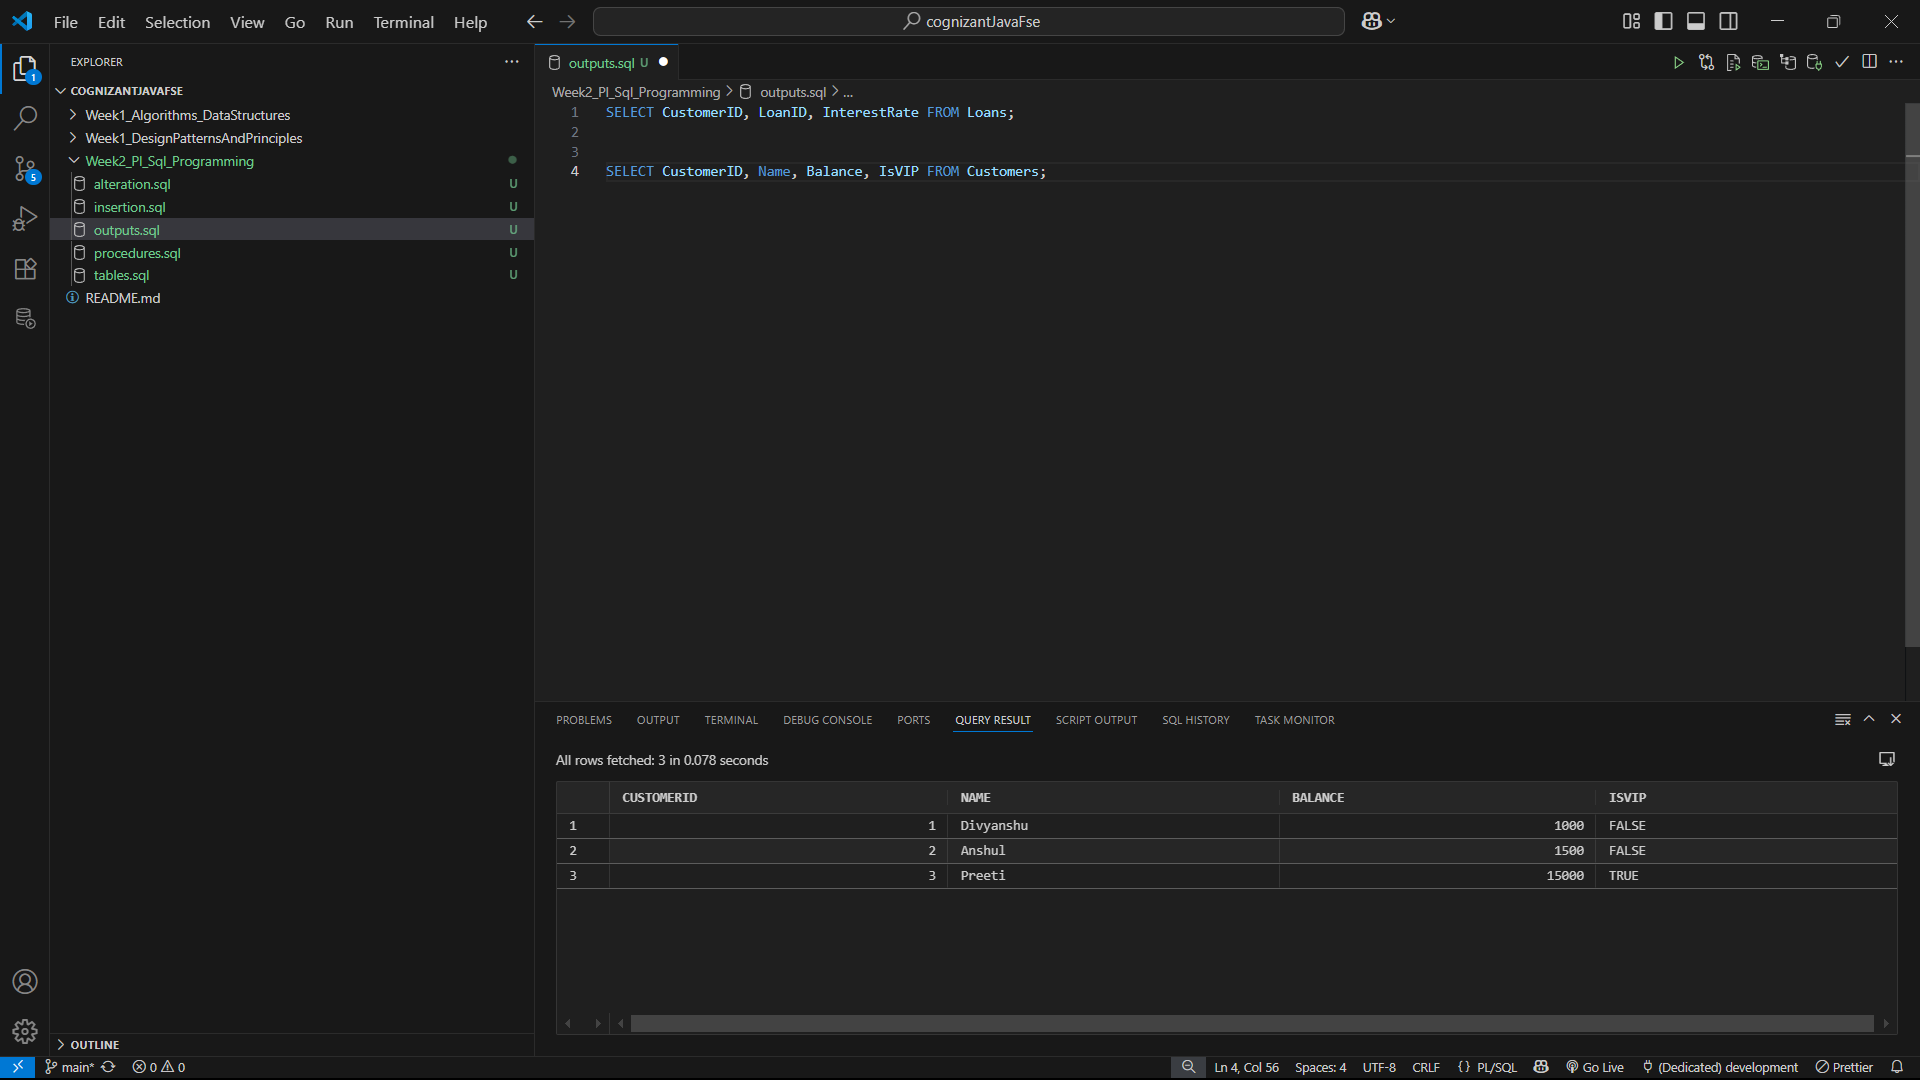 File Edit Selection View Go Run Terminal Help cognizantJavaFse
EXPLORER
COGNIZANTJAVAFSE
Week1_Algorithms_DataStructures
Week1_DesignPatternsAndPrinciples
Week2_Pl_Sql_Programming
alteration.sql U
insertion.sql U
outputs.sql U
procedures.sql U
tables.sql U
README.md
OUTLINE
1
5
outputs.sql U
Week2_Pl_Sql_Programming > outputs.sql > ...
1 SELECT CustomerID, LoanID, InterestRate FROM Loans;
2
3
4 SELECT CustomerID, Name, Balance, IsVIP FROM Customers;
PROBLEMS OUTPUT TERMINAL DEBUG CONSOLE PORTS QUERY RESULT SCRIPT OUTPUT SQL HISTORY TASK MONITOR
All rows fetched: 3 in 0.078 seconds
CUSTOMERID NAME BALANCE ISVIP
1 1 Divyanshu 1000 FALSE
2 2 Anshul 1500 FALSE
3 3 Preeti 15000 TRUE
main* 0 0 Ln 4, Col 56 Spaces: 4 UTF-8 CRLF {} PL/SQL Go Live (Dedicated) development Prettier